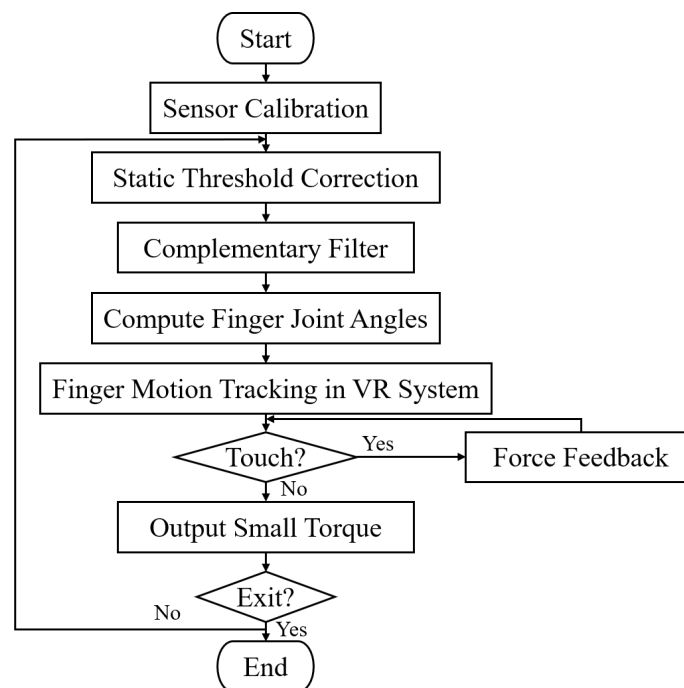 Start
Sensor Calibration
Static Threshold Correction
Complementary Filter
Compute Finger Joint Angles
Finger Motion Tracking in VR System
Touch?
Yes
Force Feedback
No
Output Small Torque
Exit?
No
Yes
End